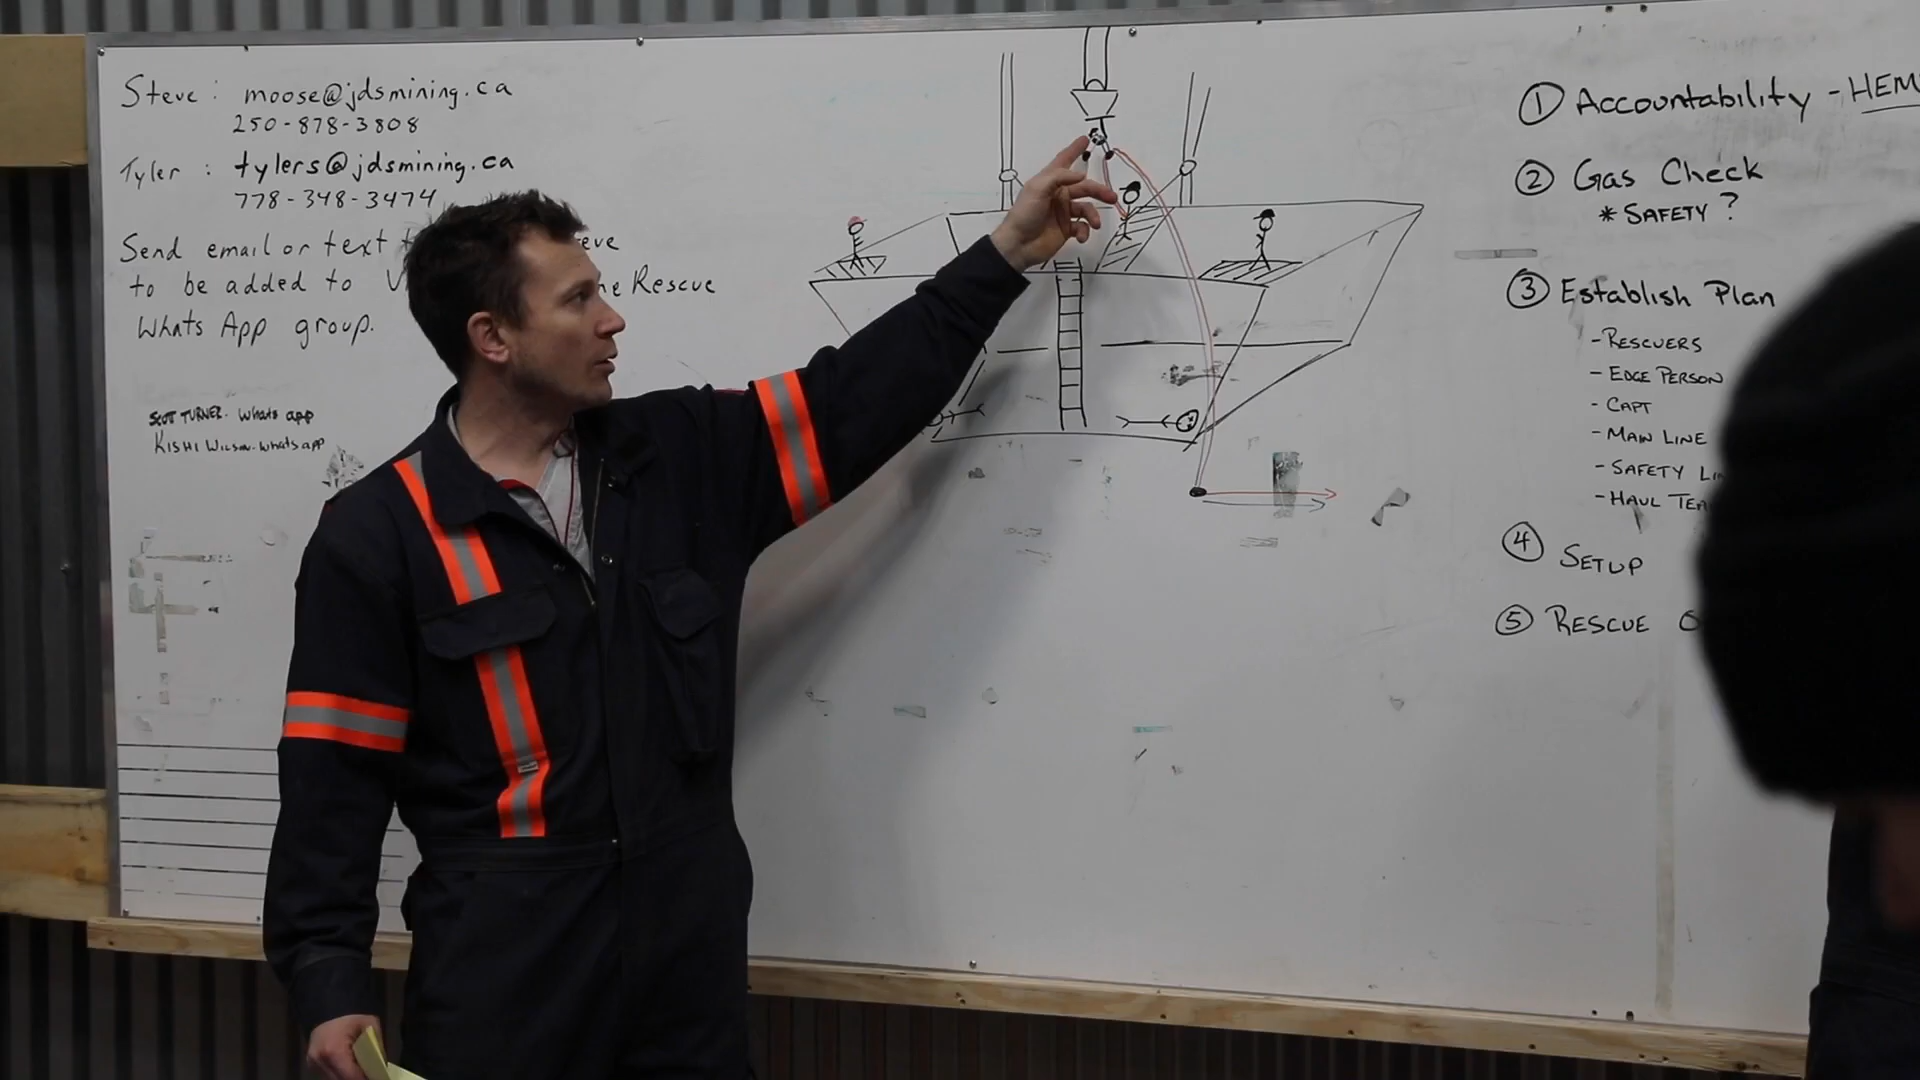 Steve : moose@jdsmining.ca
250-878-3808
Tyler : tylers@jdsmining.ca
778-348-3474
Send email or text
to be added to Rescue
Whats App group.
SCOT TURNER. Whats app
KISHI WILSON. Whats app
① Accountability - HEM
② Gas Check
* SAFETY ?
③ Establish Plan
- RESCUERS
- EDGE PERSON
- CAPT
- MAIN LINE
- SAFETY
- HAUL
④ SETUP
⑤ RESCUE